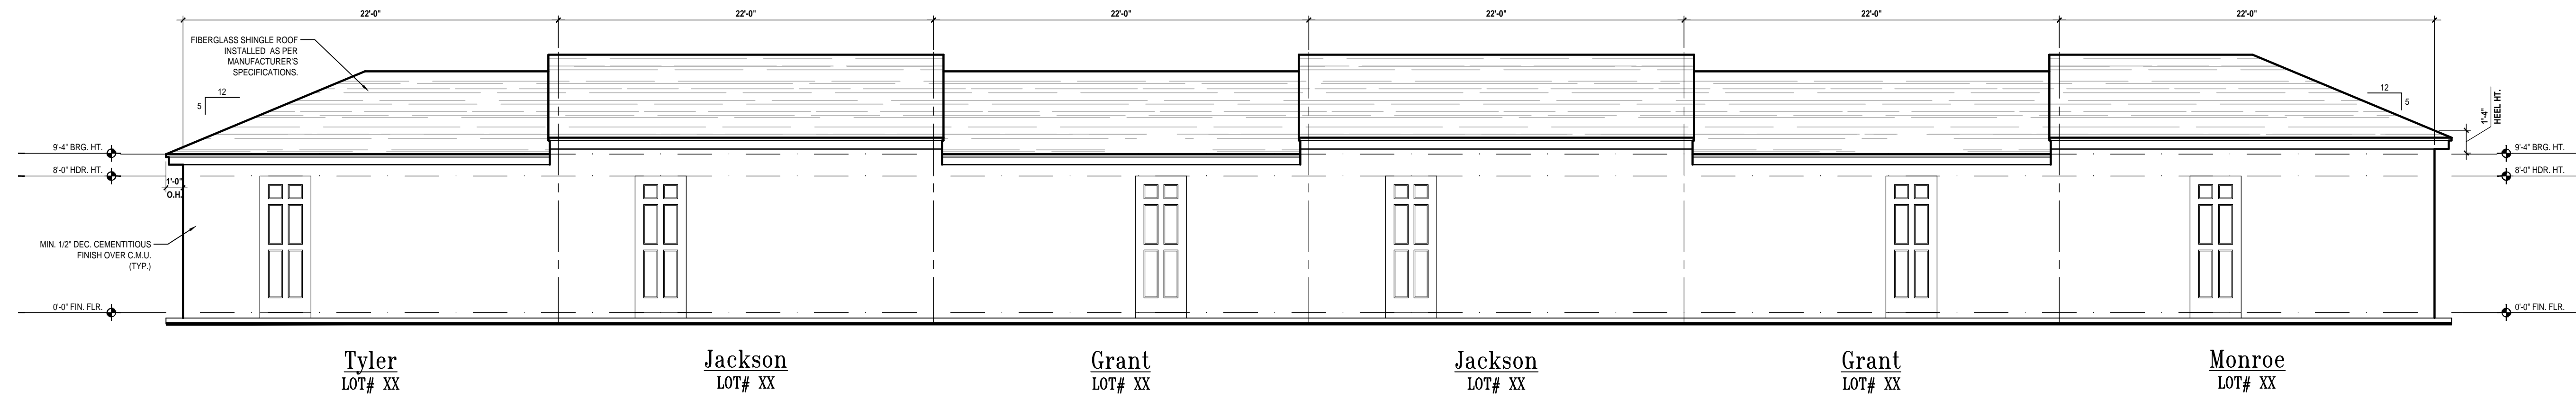 22'-0" 22'-0" 22'-0" 22'-0" 22'-0" 22'-0"
FIBERGLASS SHINGLE ROOF
INSTALLED AS PER
MANUFACTURER'S
SPECIFICATIONS.
12
5
12
5
1'-4"
HEEL HT.
9'-4" BRG. HT.
8'-0" HDR. HT.
1'-0"
O.H.
9'-4" BRG. HT.
8'-0" HDR. HT.
MIN. 1/2" DEC. CEMENTITIOUS
FINISH OVER C.M.U.
(TYP.)
0'-0" FIN. FLR.
0'-0" FIN. FLR.
Tyler
LOT# XX
Jackson
LOT# XX
Grant
LOT# XX
Jackson
LOT# XX
Grant
LOT# XX
Monroe
LOT# XX